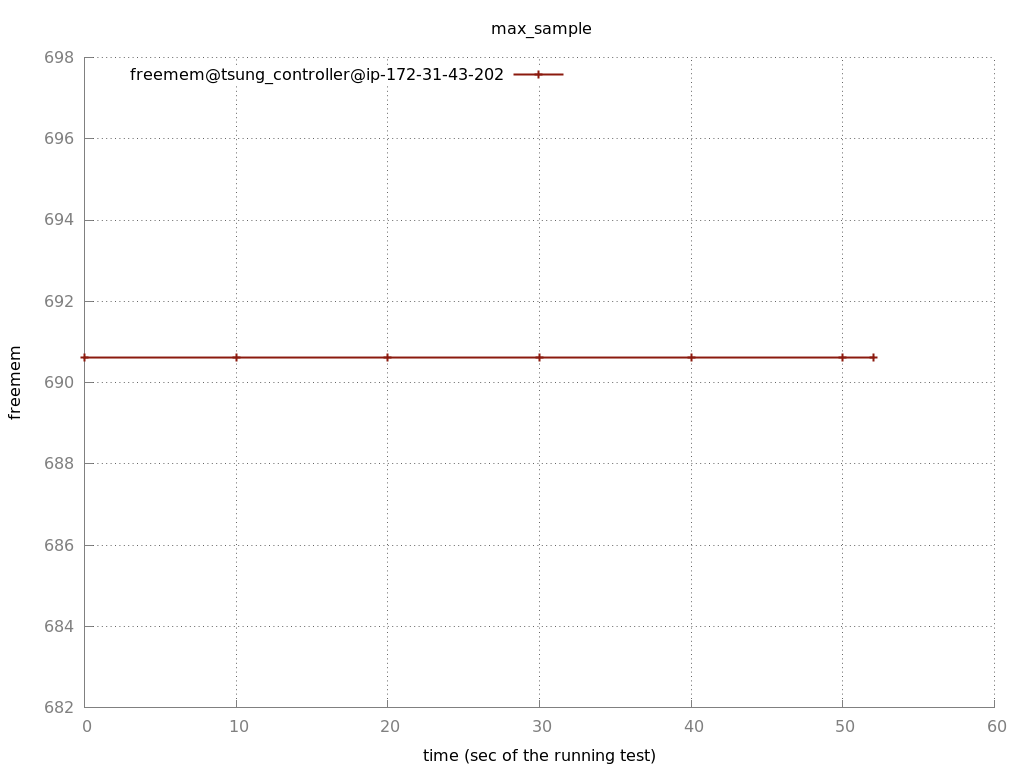 max_sample
freemem@tsung_controller@ip-172-31-43-202
698
696
694
692
690
688
686
684
682
freemem
0 10 20 30 40 50 60
time (sec of the running test)